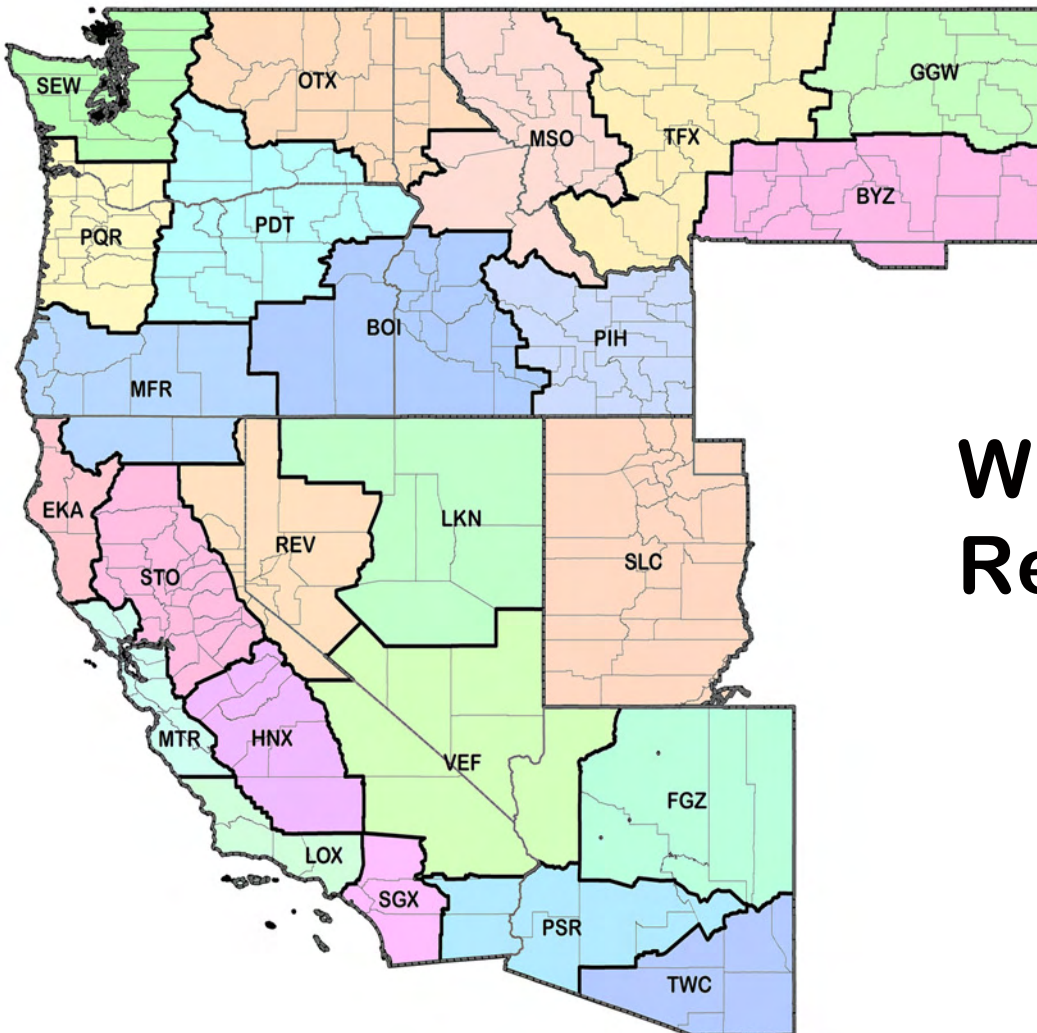 SEW
OTX
GGW
MSO
TFX
BYZ
PQR
PDT
BOI
PIH
MFR
EKA
LKN
W
REV
SLC
Re
STO
MTR
HNX
VEF
FGZ
LOX
SGX
PSR
TWC